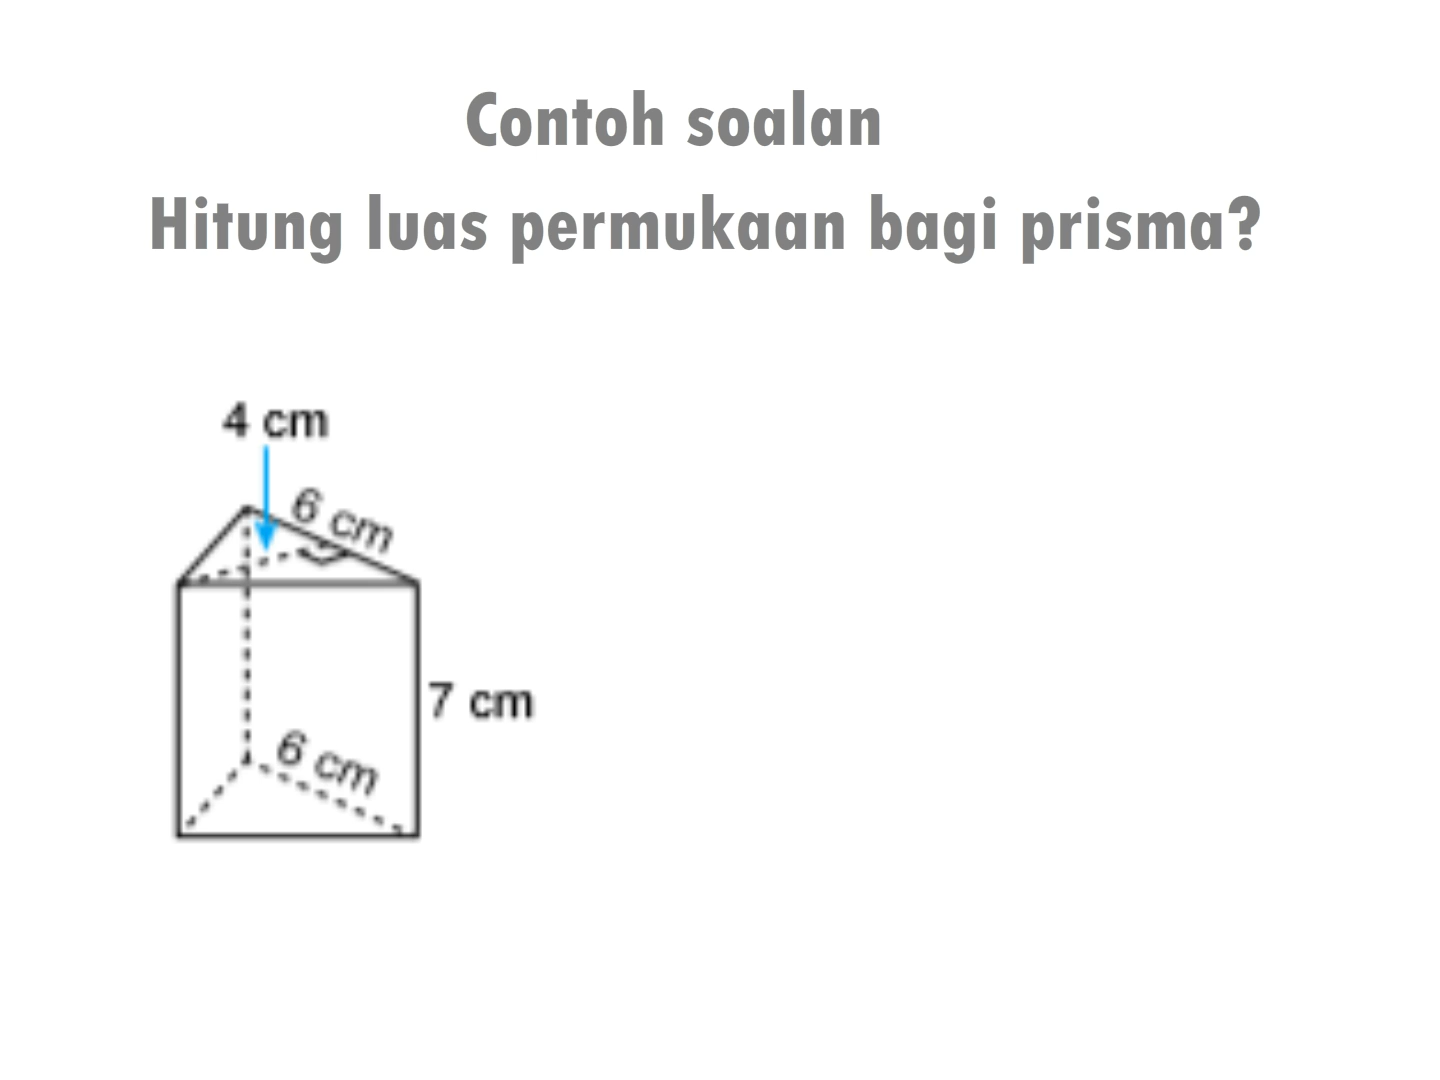 Contoh soalan
Hitung luas permukaan bagi prisma?
4 cm
6 cm
7 cm
6 cm